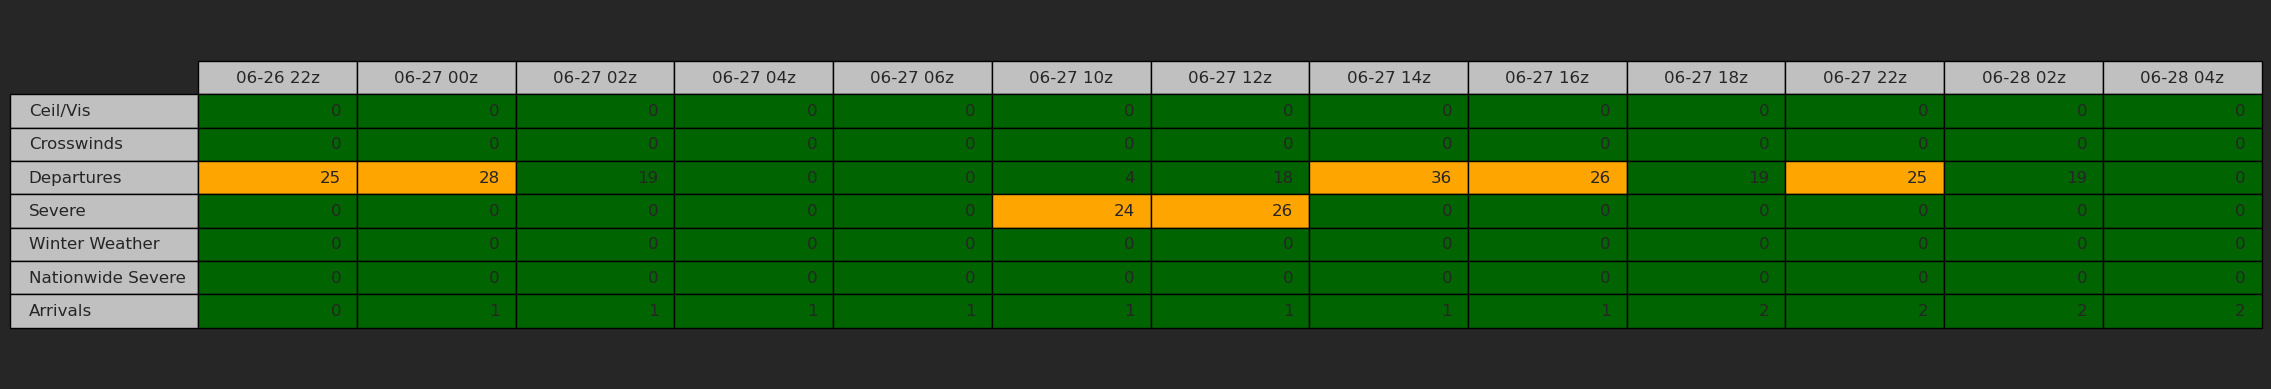 06-26 22z 06-27 00z 06-27 02z 06-27 04z 06-27 06z 06-27 10z 06-27 12z 06-27 14z 06-27 16z 06-27 18z 06-27 22z 06-28 02z 06-28 04z
Ceil/Vis 0 0 0 0 0 0 0 0 0 0 0 0 0
Crosswinds 0 0 0 0 0 0 0 0 0 0 0 0 0
Departures 25 28 19 0 0 4 18 36 26 19 25 19 0
Severe 0 0 0 0 0 24 26 0 0 0 0 0 0
Winter Weather 0 0 0 0 0 0 0 0 0 0 0 0 0
Nationwide Severe 0 0 0 0 0 0 0 0 0 0 0 0 0
Arrivals 0 1 1 1 1 1 1 1 1 2 2 2 2